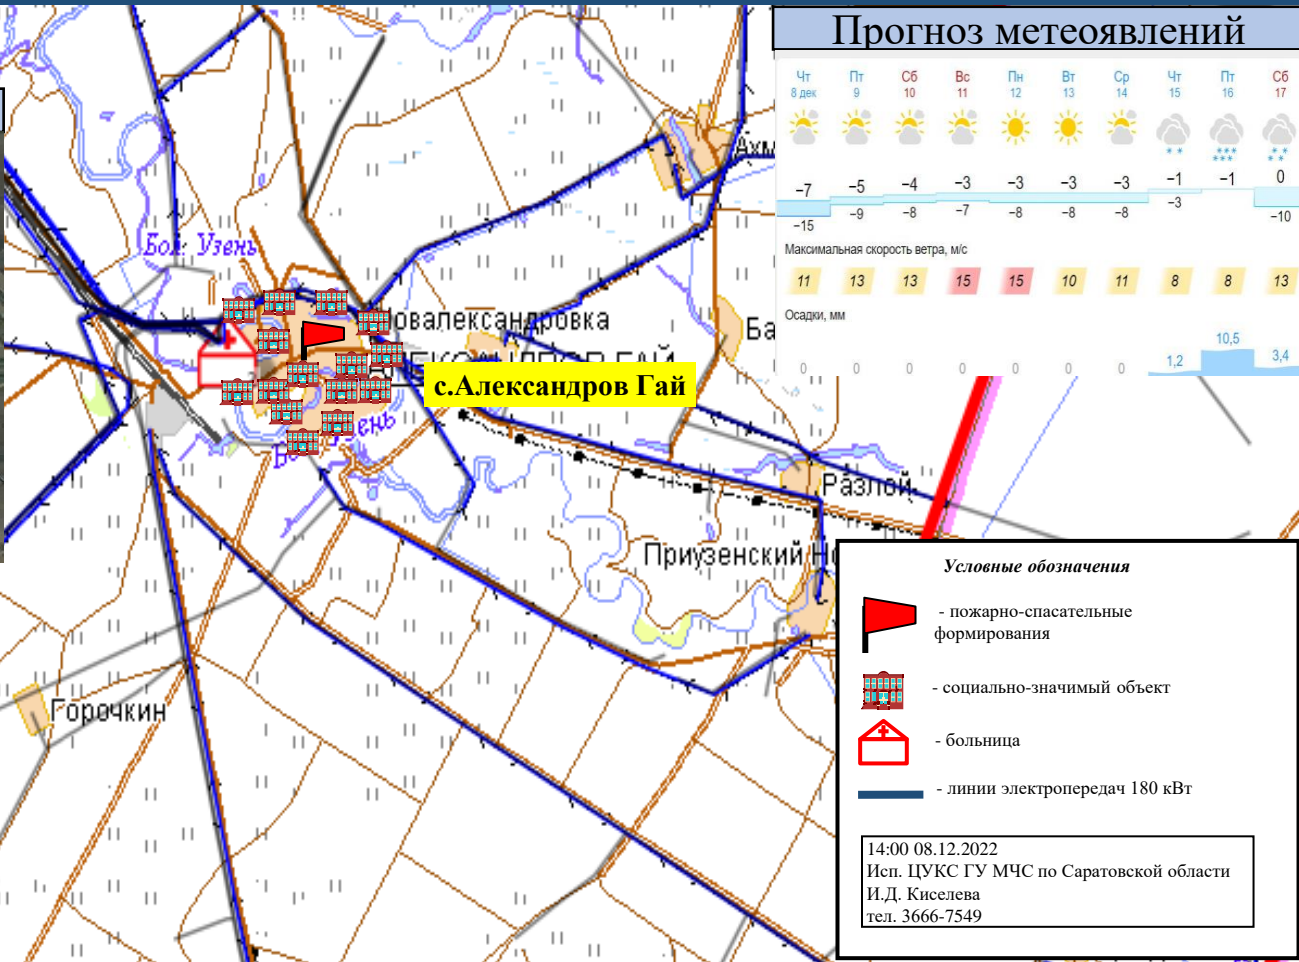 Прогноз метеоявлений
Чт Пт Сб Вс Пн Вт Ср Чт Пт Сб
8 дек 9 10 11 12 13 14 15 16 17
−7 −5 −4 −3 −3 −3 −3 −1 −1 0
−15 −9 −8 −7 −8 −8 −8 −3 −10
Максимальная скорость ветра, м/с
11 13 13 15 15 10 11 8 8 13
Осадки, мм
0 0 0 0 0 0 0 1,2 10,5 3,4
Бол. Узень
овалександровка
с.Александров Гай
Разлой
Приузенский
Горочкин
Условные обозначения
- пожарно-спасательные
формирования
- социально-значимый объект
- больница
- линии электропередач 180 кВт
14:00 08.12.2022
Исп. ЦУКС ГУ МЧС по Саратовской области
И.Д. Киселева
тел. 3666-7549